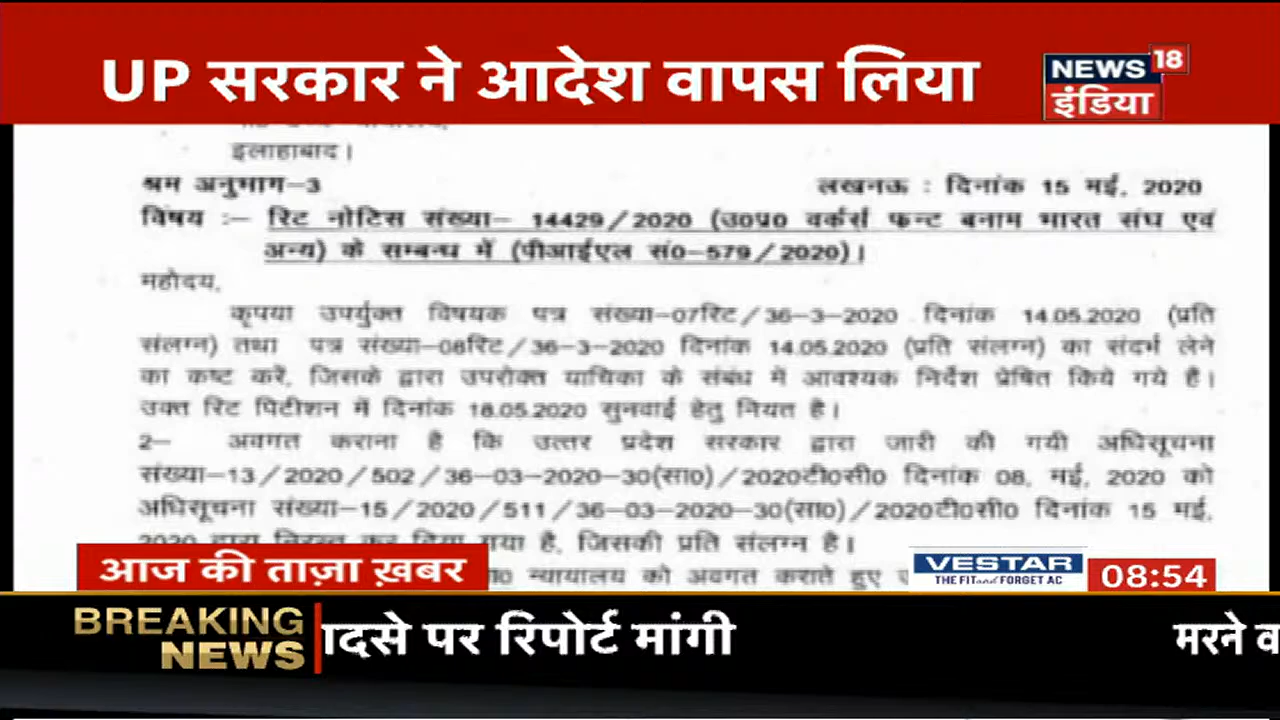 UP सरकार ने आदेश वापस लिया
NEWS 18
इंडिया
इलाहाबाद।
श्रम अनुभाग-3 लखनऊ : दिनांक 15 मई, 2020
विषय :- रिट नोटिस संख्या- 14429/2020 (उ0प्र0 वर्कर्स फ्रन्ट बनाम भारत संघ एवं
अन्य) के सम्बन्ध में (पीआईएल सं0-579/2020)।
महोदय,
कृपया उपर्युक्त विषयक पत्र संख्या-07रिट/36-3-2020 दिनांक 14.05.2020 (प्रति
संलग्न) तथा पत्र संख्या-08रिट/36-3-2020 दिनांक 14.05.2020 (प्रति संलग्न) का संदर्भ लेने
का कष्ट करें, जिसके द्वारा उपरोक्त याचिका के संबंध में आवश्यक निर्देश प्रेषित किये गये हैं।
उक्त रिट पिटीशन में दिनांक 18.05.2020 सुनवाई हेतु नियत है।
2- अवगत कराना है कि उत्तर प्रदेश सरकार द्वारा जारी की गयी अधिसूचना
संख्या-13/2020/502/36-03-2020-30(सा0)/2020टी0सी0 दिनांक 08, मई, 2020 को
अधिसूचना संख्या-15/2020/511/36-03-2020-30(सा0)/2020टी0सी0 दिनांक 15 मई,
2020 द्वारा निरस्त कर दिया गया है, जिसकी प्रति संलग्न है।
न्यायालय को अवगत कराते हुए
आज की ताज़ा ख़बर
VESTAR
THE FIT and FORGET AC
08:54
BREAKING NEWS
ादसे पर रिपोर्ट मांगी
मरने व